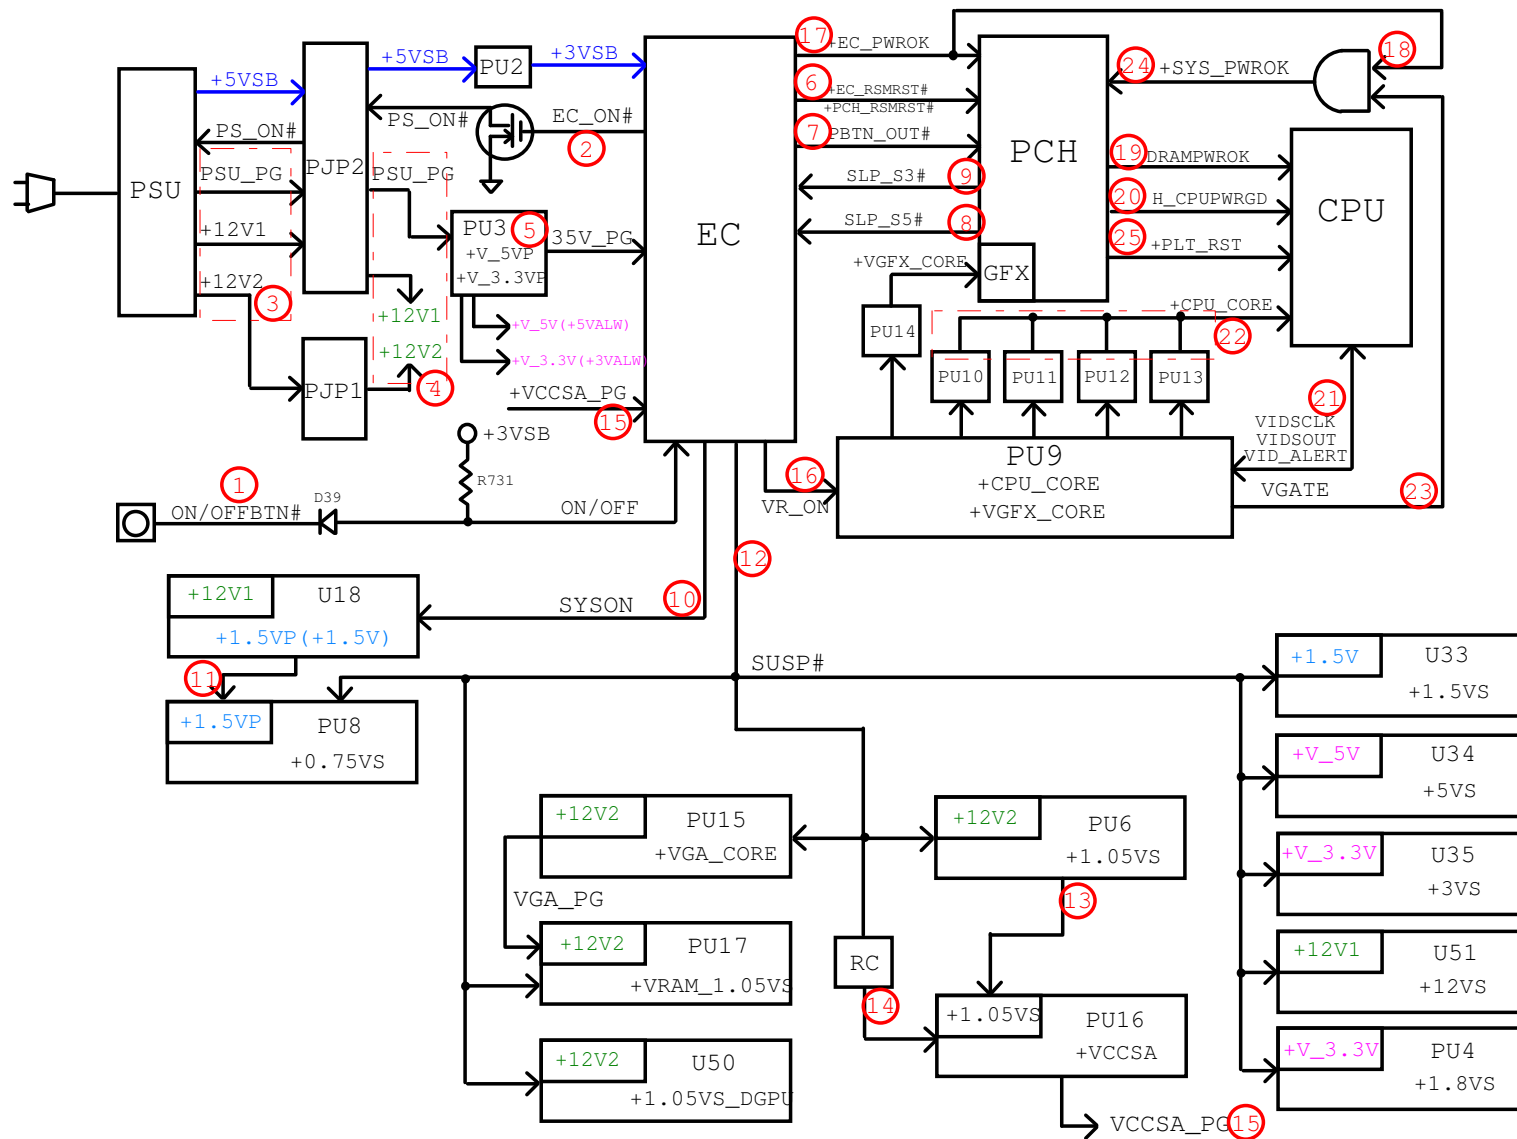 17
+EC_PWROK
+5VSB
PU2
+3VSB
18
24
+SYS_PWROK
+5VSB
6
+EC_RSMRST#
+PCH_RSMRST#
PS_ON#
PS_ON#
EC_ON#
2
7
PBTN_OUT#
PCH
19
DRAMPWROK
PSU
PSU_PG
PJP2
PSU_PG
SLP_S3#
9
20
H_CPUPWRGD
CPU
+12V1
PU3
5
+V_5VP
+V_3.3VP
35V_PG
EC
SLP_S5#
8
25
+PLT_RST
+12V2
3
+VGFX_CORE
GFX
+12V1
+CPU_CORE
22
+V_5V(+5VALW)
PU14
+12V2
+V_3.3V(+3VALW)
PJP1
4
+VCCSA_PG
15
PU10
PU11
PU12
PU13
21
VIDSCLK
VIDSOUT
VID_ALERT
+3VSB
R731
16
VR_ON
PU9
+CPU_CORE
+VGFX_CORE
VGATE
23
1
ON/OFFBTN#
D39
ON/OFF
12
+12V1
U18
+1.5VP(+1.5V)
SYSON
10
11
SUSP#
+1.5VP
PU8
+0.75VS
+1.5V
U33
+1.5VS
+V_5V
U34
+5VS
+12V2
PU15
+VGA_CORE
+12V2
PU6
+1.05VS
+V_3.3V
U35
+3VS
VGA_PG
13
+12V2
PU17
+VRAM_1.05VS
RC
14
+12V1
U51
+12VS
+1.05VS
PU16
+VCCSA
+12V2
U50
+1.05VS_DGPU
+V_3.3V
PU4
+1.8VS
VCCSA_PG
15